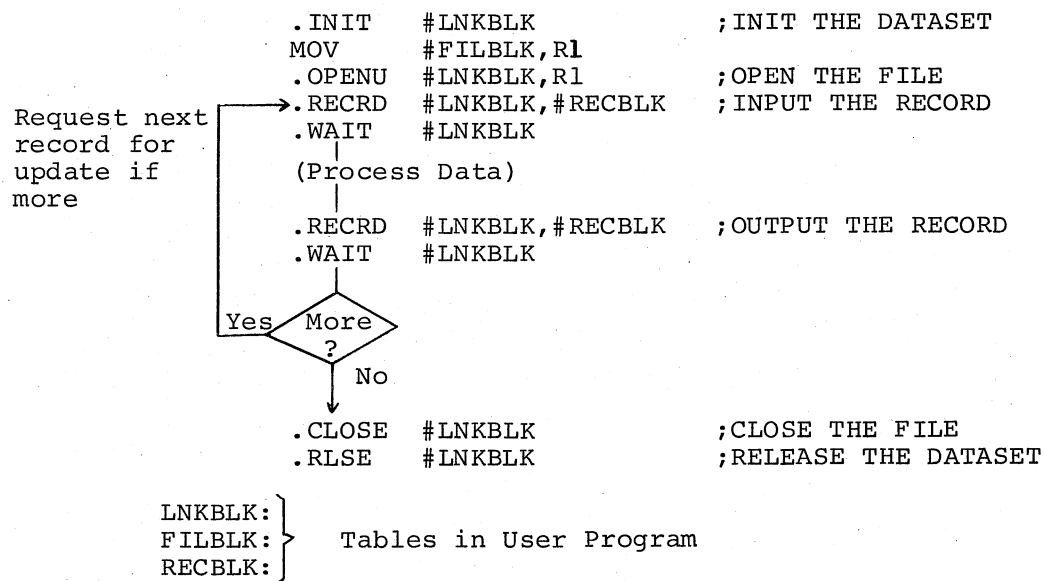 .INIT #LNKBLK ;INIT THE DATASET
MOV #FILBLK,R1
.OPENU #LNKBLK,R1 ;OPEN THE FILE
.RECRD #LNKBLK,#RECBLK ;INPUT THE RECORD
.WAIT #LNKBLK
Request next
record for
update if
more
(Process Data)
.RECRD #LNKBLK,#RECBLK ;OUTPUT THE RECORD
.WAIT #LNKBLK
Yes More
?
No
.CLOSE #LNKBLK ;CLOSE THE FILE
.RLSE #LNKBLK ;RELEASE THE DATASET
LNKBLK:
FILBLK: Tables in User Program
RECBLK: